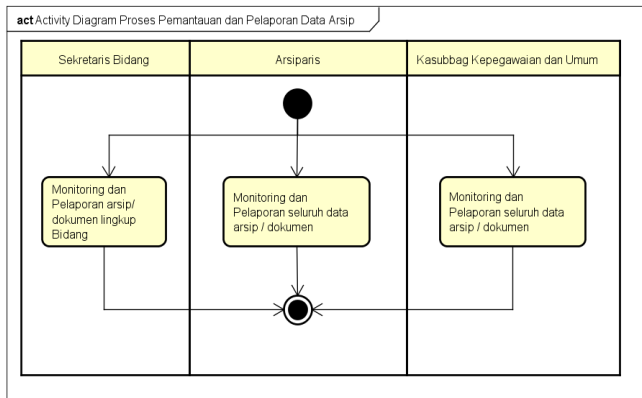 act Activity Diagram Proses Pemantauan dan Pelaporan Data Arsip
Sekretaris Bidang
Arsiparis
Kasubbag Kepegawaian dan Umum
Monitoring dan
Pelaporan arsip/
dokumen lingkup
Bidang
Monitoring dan
Pelaporan seluruh data
arsip / dokumen
Monitoring dan
Pelaporan seluruh data
arsip / dokumen